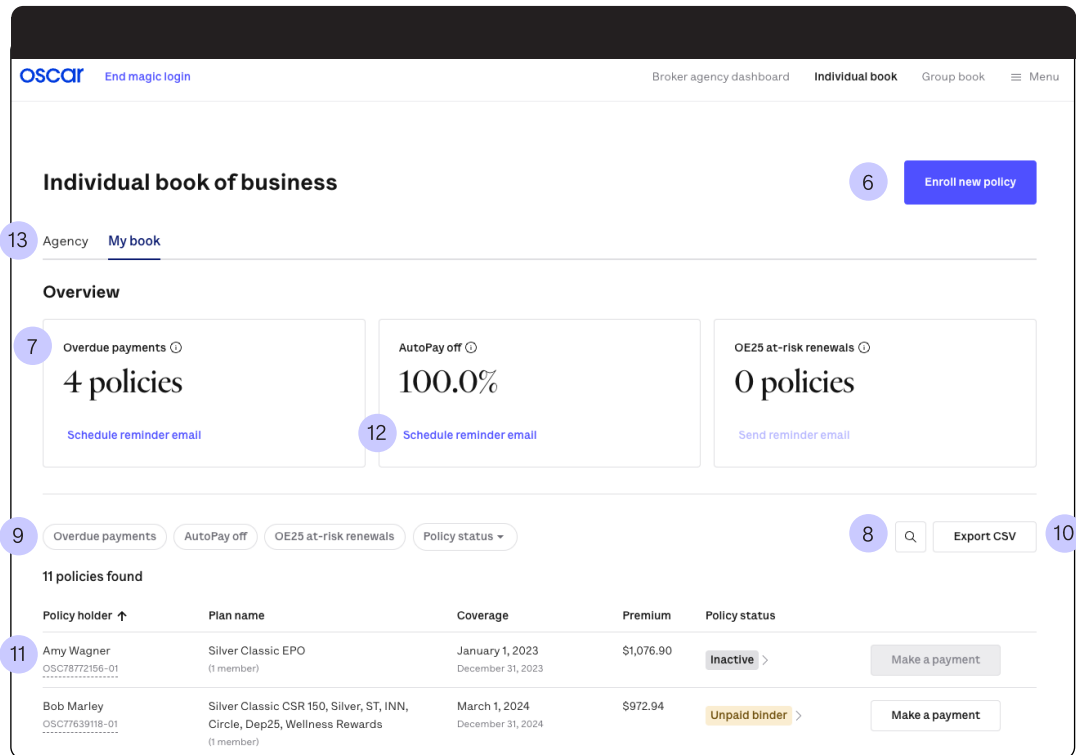 oscar End magic login Broker agency dashboard Individual book Group book Menu
Individual book of business 6 Enroll new policy
13 Agency My book
Overview
7 Overdue payments AutoPay off OE25 at-risk renewals
4 policies 100.0% 0 policies
Schedule reminder email 12 Schedule reminder email Send reminder email
9 Overdue payments AutoPay off OE25 at-risk renewals Policy status 8 Export CSV 10
11 policies found
Policy holder Plan name Coverage Premium Policy status
11 Amy Wagner Silver Classic EPO January 1, 2023 $1,076.90 Inactive Make a payment
OSC78772156-01 (1 member) December 31, 2023
Bob Marley Silver Classic CSR 150, Silver, ST, INN, March 1, 2024 $972.94 Unpaid binder Make a payment
OSC77639118-01 Circle, Dep25, Wellness Rewards December 31, 2024
(1 member)